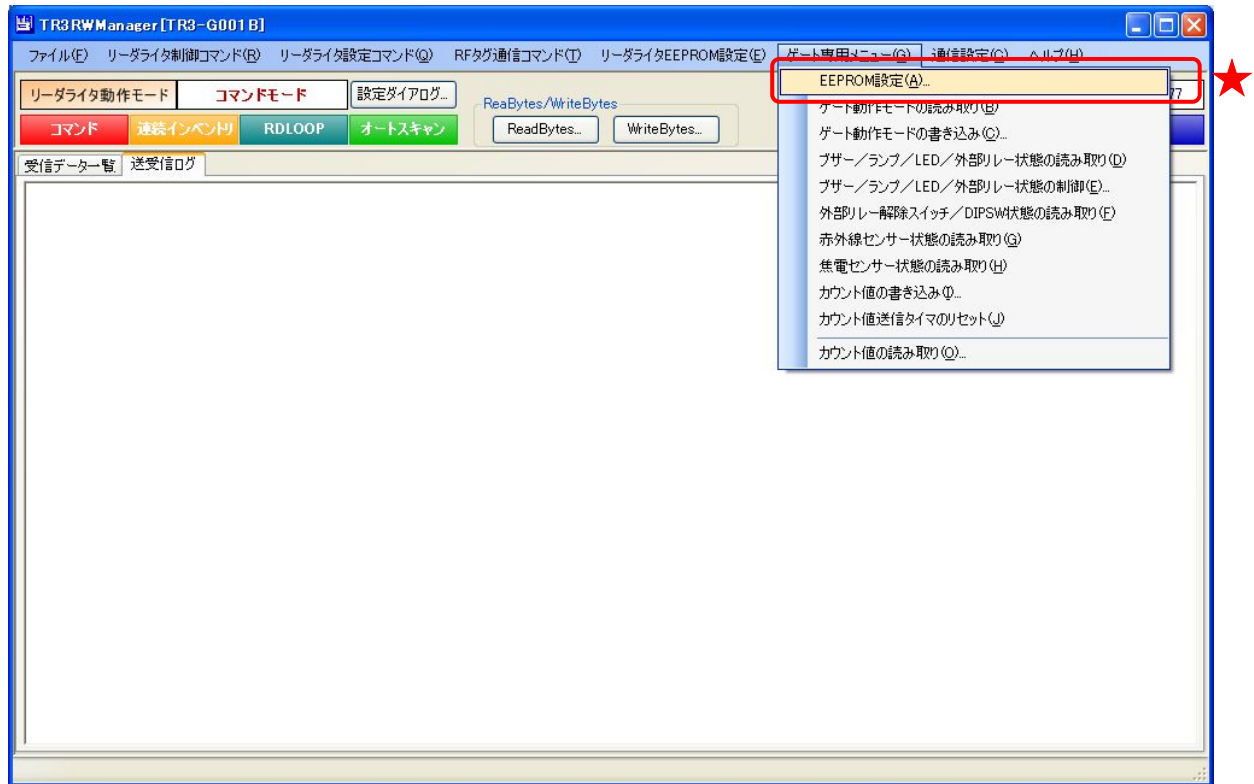 TR3RWManager[TR3-G001B]
ファイル(F) リーダライタ制御コマンド(R) リーダライタ設定コマンド(Q) RFタグ通信コマンド(T) リーダライタEEPROM設定(E) ゲート専用メニュー(G) 通信設定(C) ヘルプ(H)
EEPROM設定(A)...
リーダライタ動作モード コマンドモード 設定ダイアログ... ReaBytes/WriteBytes 77
コマンド 連続インベントリ RDLOOP オートスキャン ReadBytes... WriteBytes...
ゲート動作モードの読み取り(B)
ゲート動作モードの書き込み(C)...
ブザー/ランプ/LED/外部リレー状態の読み取り(D)
ブザー/ランプ/LED/外部リレー状態の制御(E)...
外部リレー解除スイッチ/DIPSW状態の読み取り(F)
赤外線センサー状態の読み取り(G)
焦電センサー状態の読み取り(H)
カウント値の書き込み(I)...
カウント値送信タイマのリセット(J)
カウント値の読み取り(O)...
受信データ一覧 送受信ログ